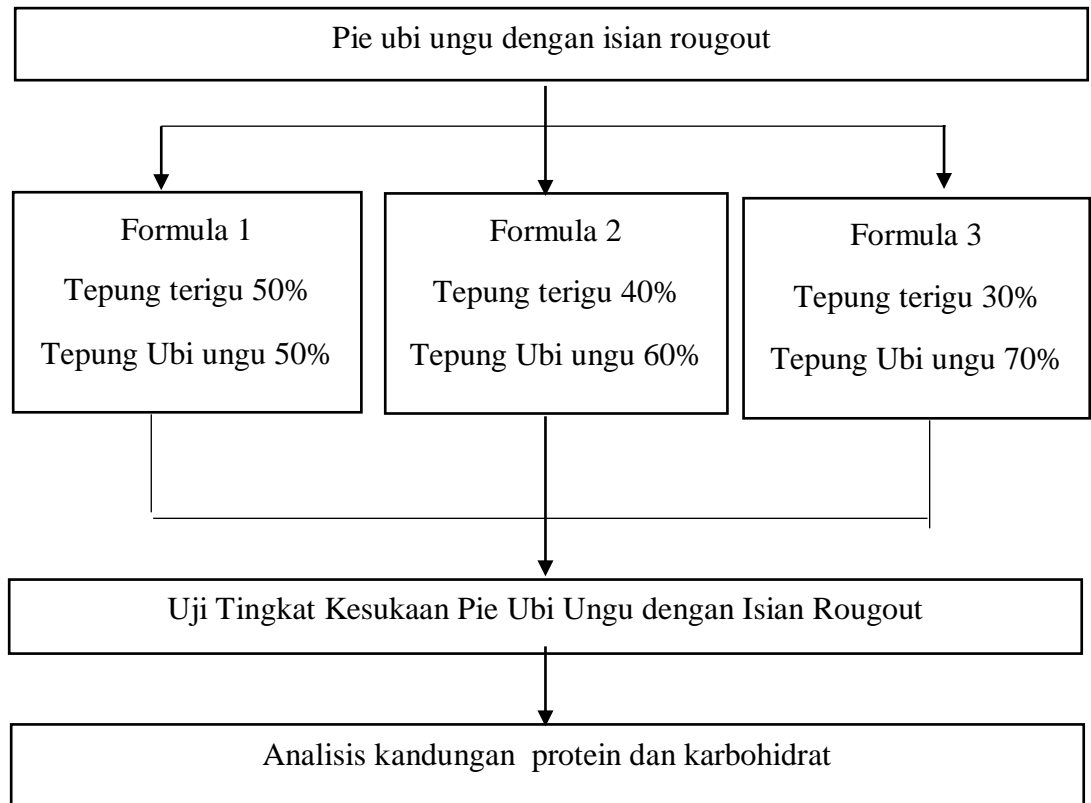 Pie ubi ungu dengan isian rougout
Formula 1
Tepung terigu 50%
Tepung Ubi ungu 50%
Formula 2
Tepung terigu 40%
Tepung Ubi ungu 60%
Formula 3
Tepung terigu 30%
Tepung Ubi ungu 70%
Uji Tingkat Kesukaan Pie Ubi Ungu dengan Isian Rougout
Analisis kandungan protein dan karbohidrat